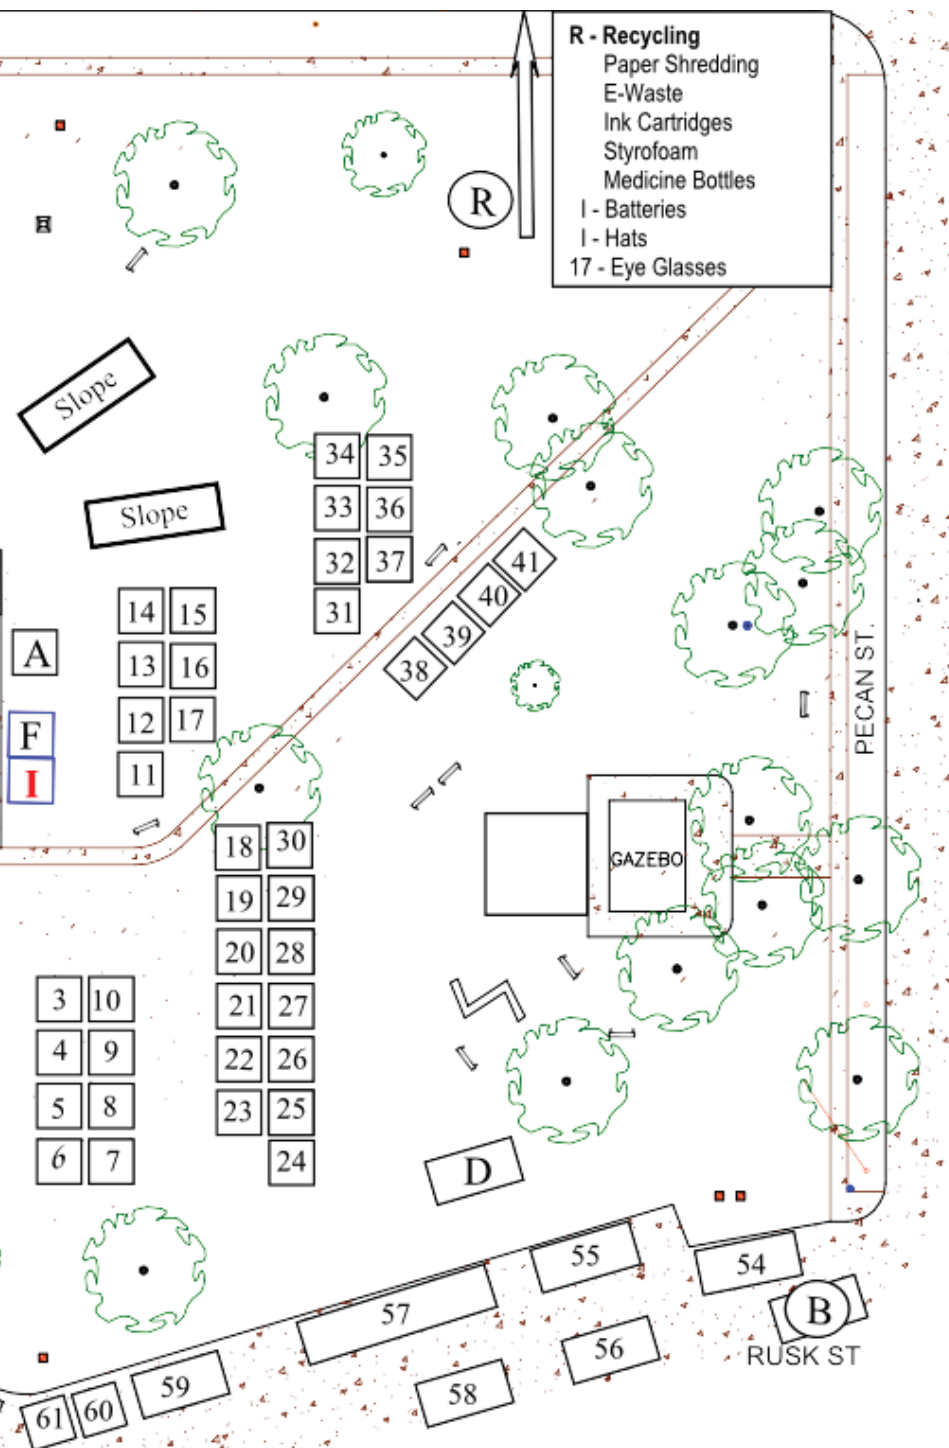 R - Recycling
Paper Shredding
E-Waste
Ink Cartridges
Styrofoam
Medicine Bottles
I - Batteries
I - Hats
17 - Eye Glasses
R
Slope
Slope
34 35
33 36
32 37
31
41
40
39
38
14 15
13 16
12 17
11
A
F
I
PECAN ST.
GAZEBO
18 30
19 29
20 28
21 27
22 26
23 25
24
3 10
4 9
5 8
6 7
D
55
54
57
B
56
RUSK ST
59
58
60
61